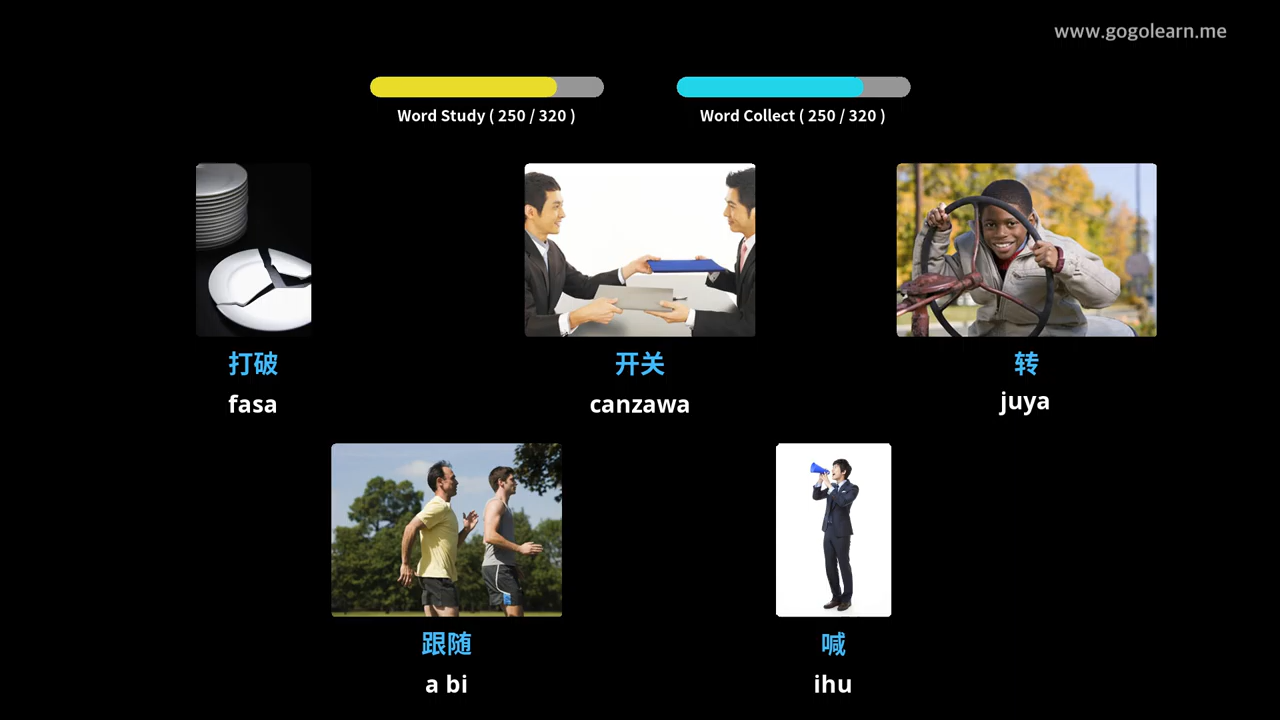 www.gogolearn.me
Word Study ( 250 / 320 )
Word Collect ( 250 / 320 )
打破
fasa
开关
canzawa
转
juya
跟随
a bi
喊
ihu